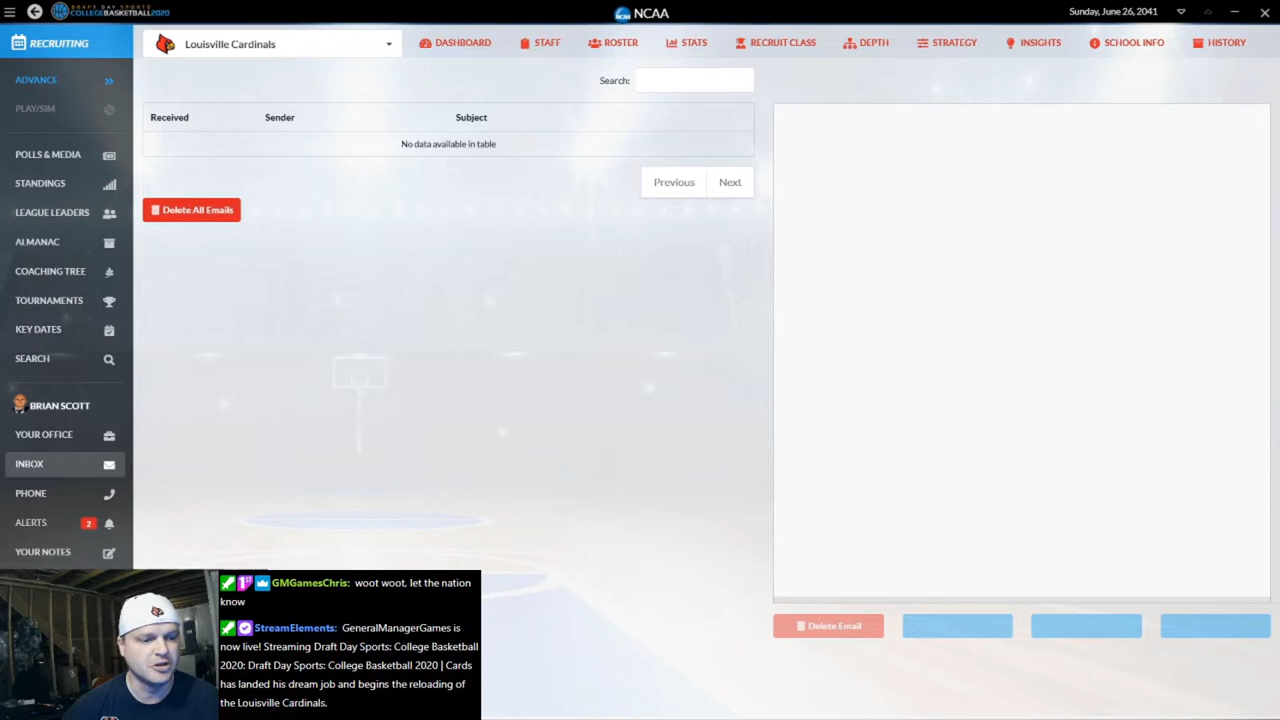 DRAFT DAY SPORTS
COLLEGE BASKETBALL 2020
NCAA
Sunday, June 26, 2041
RECRUITING
Louisville Cardinals
DASHBOARD
STAFF
ROSTER
STATS
RECRUIT CLASS
DEPTH
STRATEGY
INSIGHTS
SCHOOL INFO
HISTORY
ADVANCE
PLAY/SIM
POLLS & MEDIA
STANDINGS
LEAGUE LEADERS
ALMANAC
COACHING TREE
TOURNAMENTS
KEY DATES
SEARCH
BRIAN SCOTT
YOUR OFFICE
INBOX
PHONE
ALERTS 2
YOUR NOTES
Search:
Received Sender Subject
No data available in table
Previous Next
Delete All Emails
Delete Email
GMGamesChris: woot woot, let the nation
know
StreamElements: GeneralManagerGames is
now live! Streaming Draft Day Sports: College Basketball
2020: Draft Day Sports: College Basketball 2020 | Cards
has landed his dream job and begins the reloading of
the Louisville Cardinals.